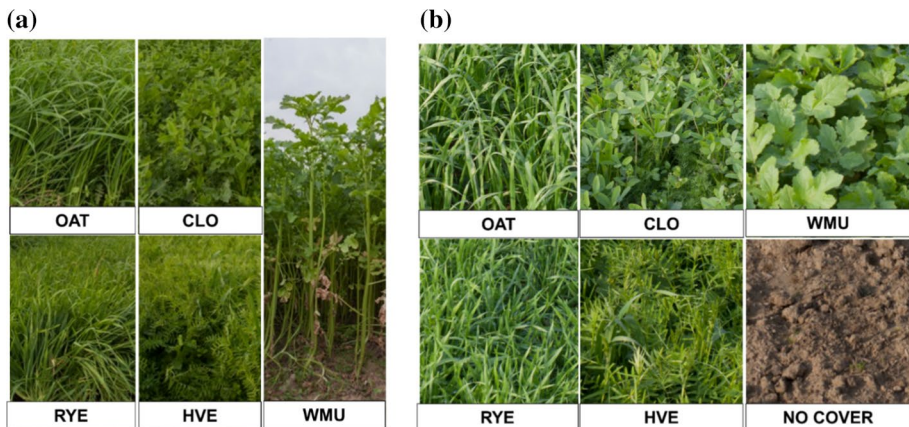 (a)
OAT
CLO
RYE
HVE
WMU
(b)
OAT
CLO
WMU
RYE
HVE
NO COVER